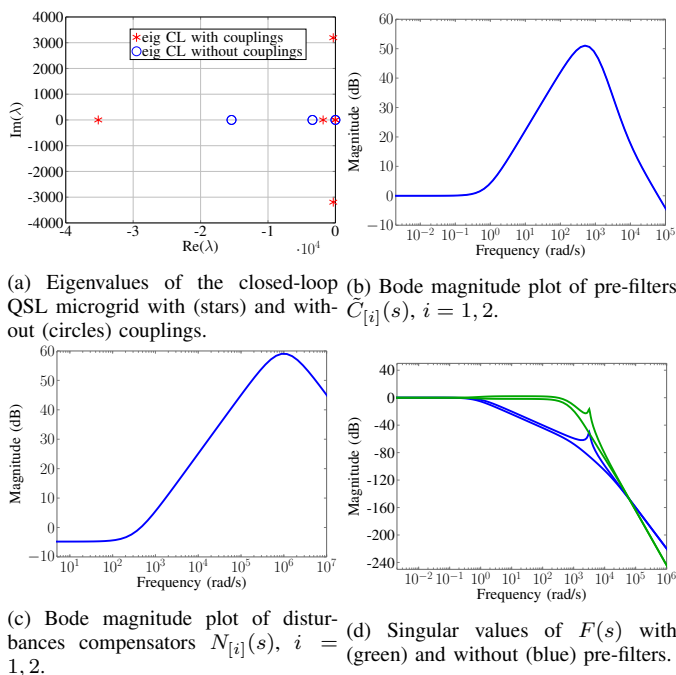 4000
3000
2000
1000
0
−1000
−2000
−3000
−4000
Im(λ)
eig CL with couplings
eig CL without couplings
−4 −3 −2 −1 0
Re(λ)
·10⁴
60
50
40
30
20
10
0
−10
Magnitude (dB)
10⁻² 10⁻¹ 10⁰ 10¹ 10² 10³ 10⁴ 10⁵
Frequency (rad/s)
(a) Eigenvalues of the closed-loop
QSL microgrid with (stars) and with-
out (circles) couplings.
(b) Bode magnitude plot of pre-filters
C̃[i](s), i = 1, 2.
60
50
40
30
20
10
0
−10
Magnitude (dB)
10¹ 10² 10³ 10⁴ 10⁵ 10⁶ 10⁷
Frequency (rad/s)
40
0
-40
-80
-120
-160
-200
-240
Magnitude (dB)
10⁻² 10⁻¹ 10⁰ 10¹ 10² 10³ 10⁴ 10⁵ 10⁶
Frequency (rad/s)
(c) Bode magnitude plot of distur-
bances compensators N[i](s), i =
1, 2.
(d) Singular values of F(s) with
(green) and without (blue) pre-filters.